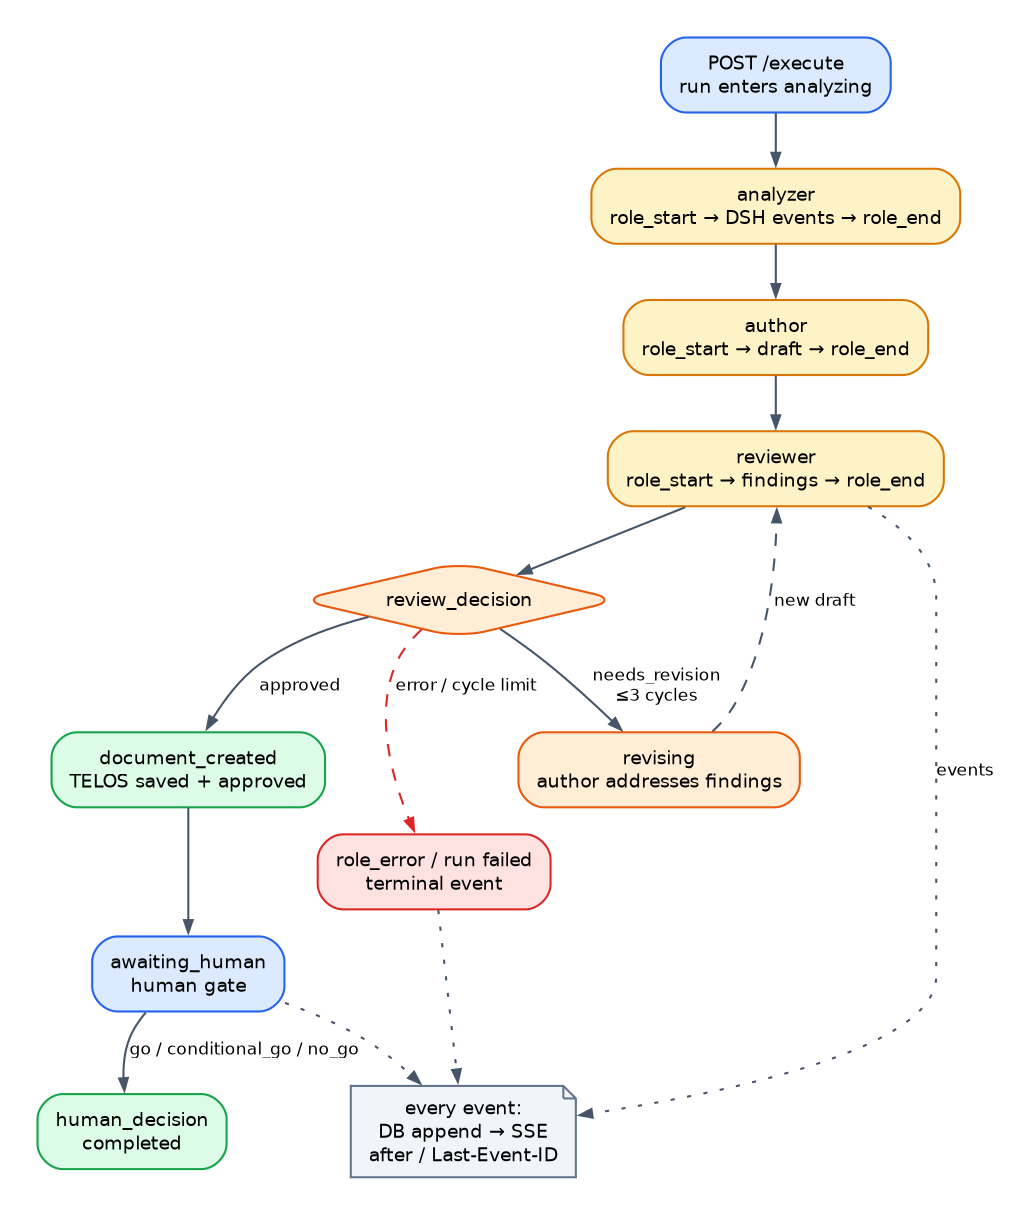 POST /execute
run enters analyzing
analyzer
role_start → DSH events → role_end
author
role_start → draft → role_end
reviewer
role_start → findings → role_end
review_decision
new draft
approved
error / cycle limit
needs_revision
≤3 cycles
document_created
TELOS saved + approved
revising
author addresses findings
events
role_error / run failed
terminal event
awaiting_human
human gate
go / conditional_go / no_go
human_decision
completed
every event:
DB append → SSE
after / Last-Event-ID